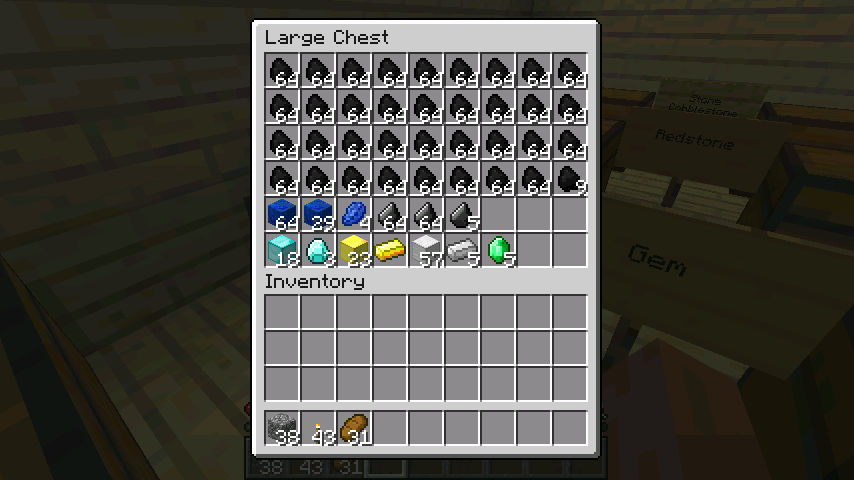 Large Chest
64 64 64 64 64 64 64 64 64
64 64 64 64 64 64 64 64 64
64 64 64 64 64 64 64 64 64
64 64 64 64 64 64 64 64 9
64 29 4 64 64 5
18 3 23 57 5 5
Inventory
38 43 31
38 43 31
Stone
Cobblestone
Redstone
Gem